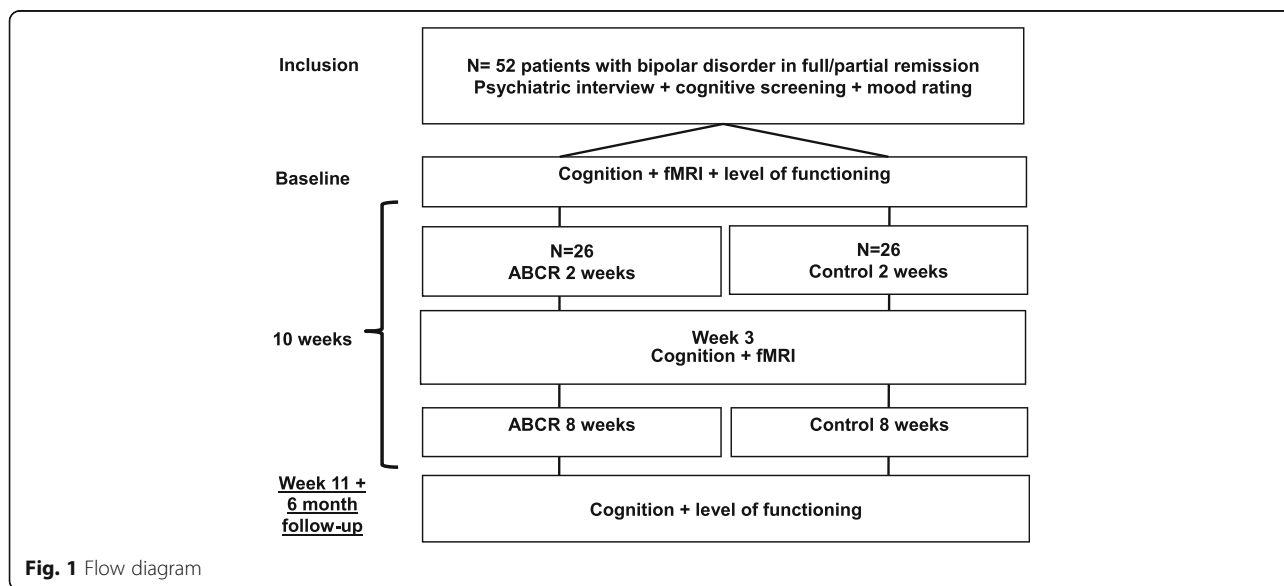 Inclusion
N= 52 patients with bipolar disorder in full/partial remission
Psychiatric interview + cognitive screening + mood rating
Baseline
Cognition + fMRI + level of functioning
N=26
ABCR 2 weeks
N=26
Control 2 weeks
10 weeks
Week 3
Cognition + fMRI
ABCR 8 weeks
Control 8 weeks
Week 11 +
6 month
follow-up
Cognition + level of functioning
Fig. 1 Flow diagram